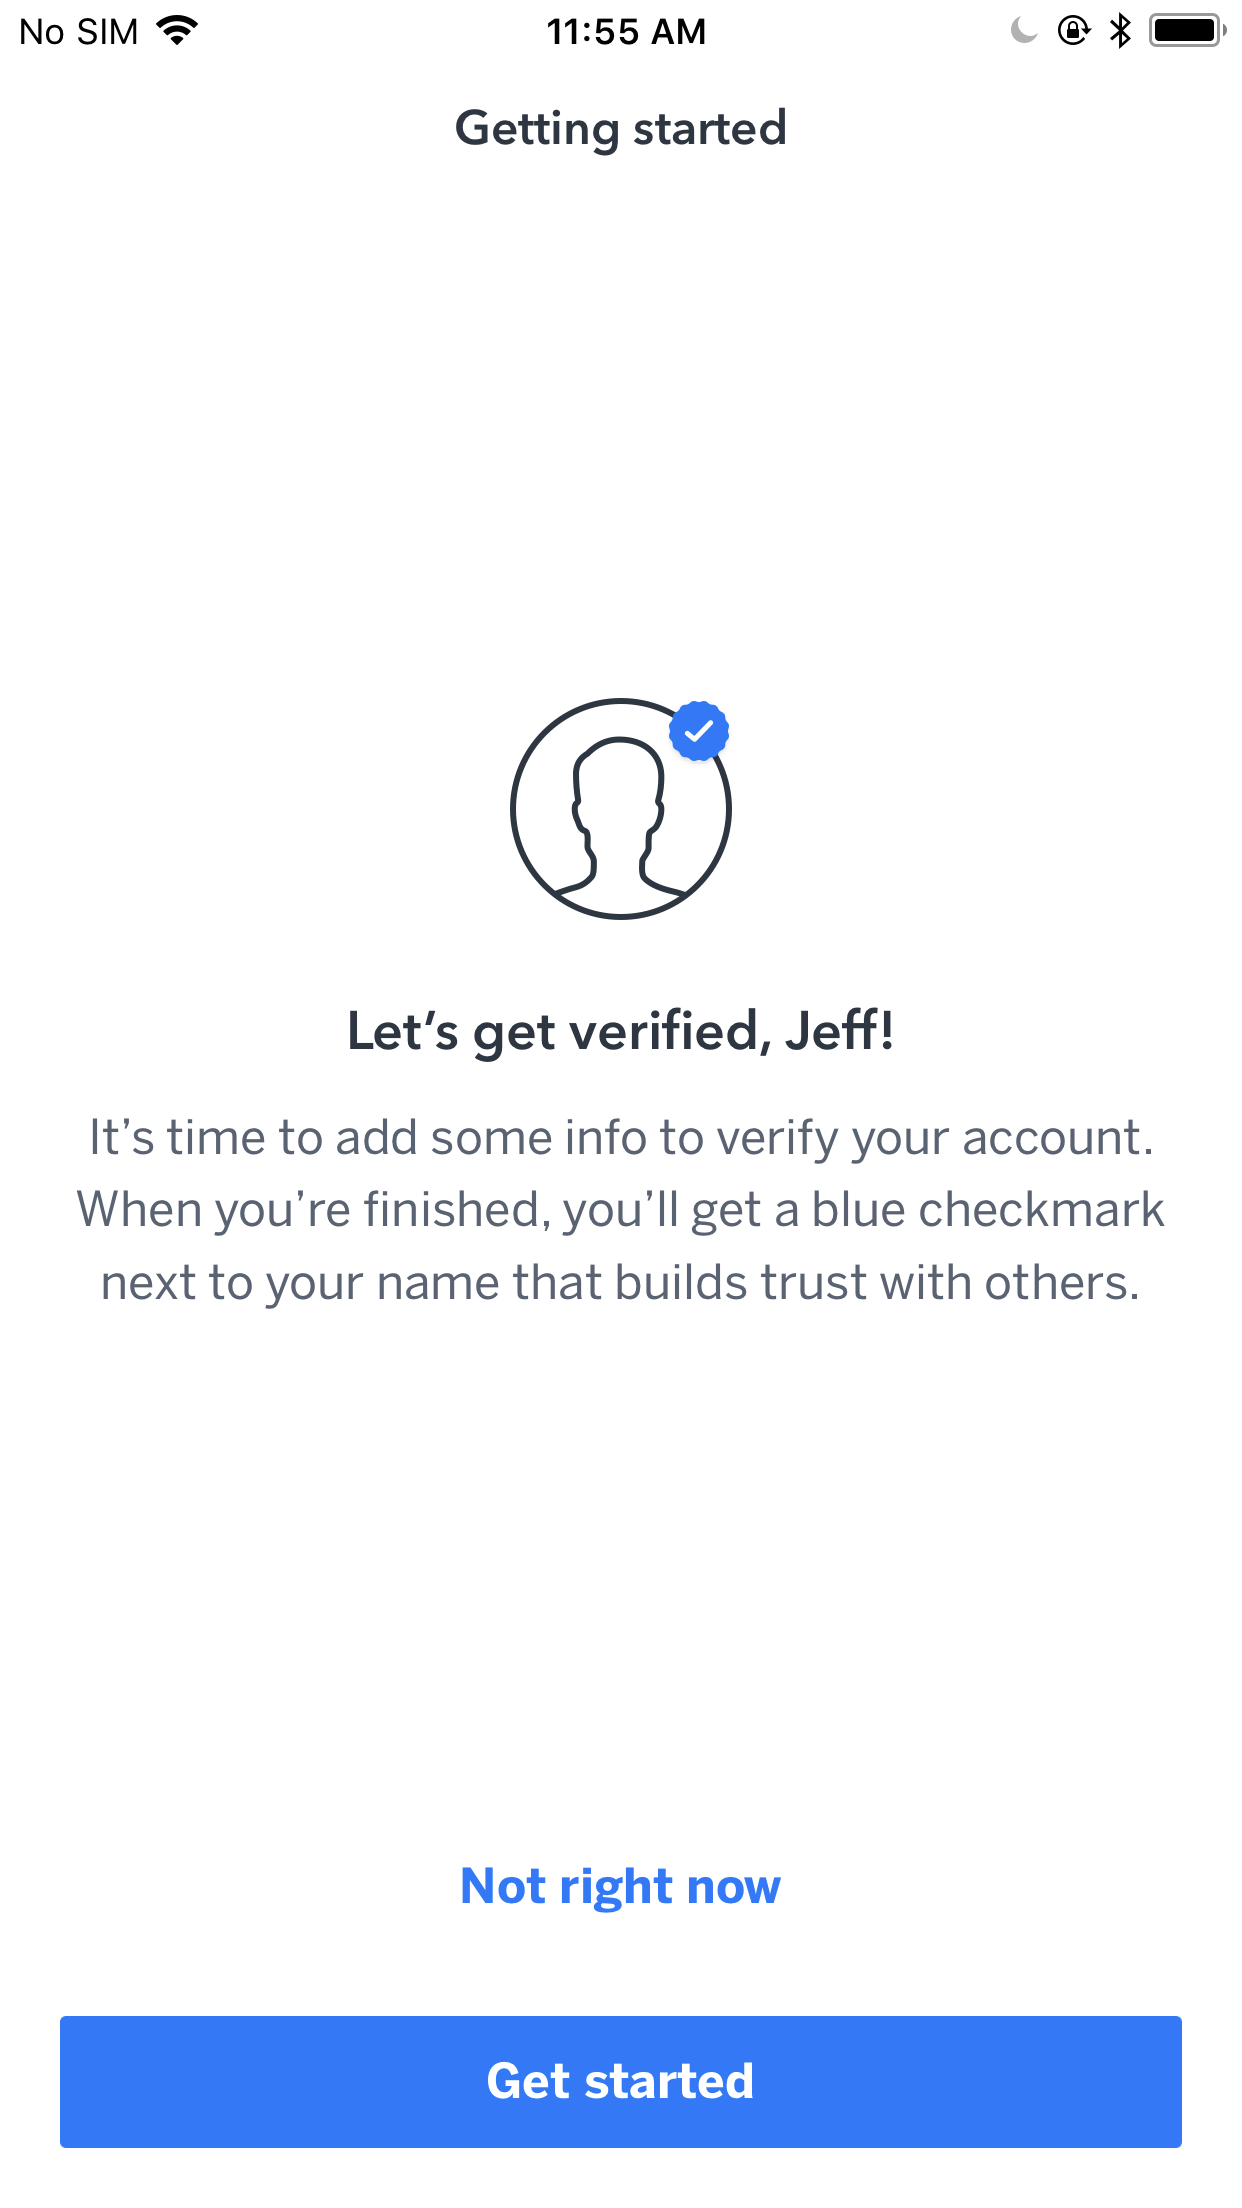 No SIM 11:55 AM
Getting started
Let’s get verified, Jeff!
It’s time to add some info to verify your account.
When you’re finished, you’ll get a blue checkmark
next to your name that builds trust with others.
Not right now
Get started